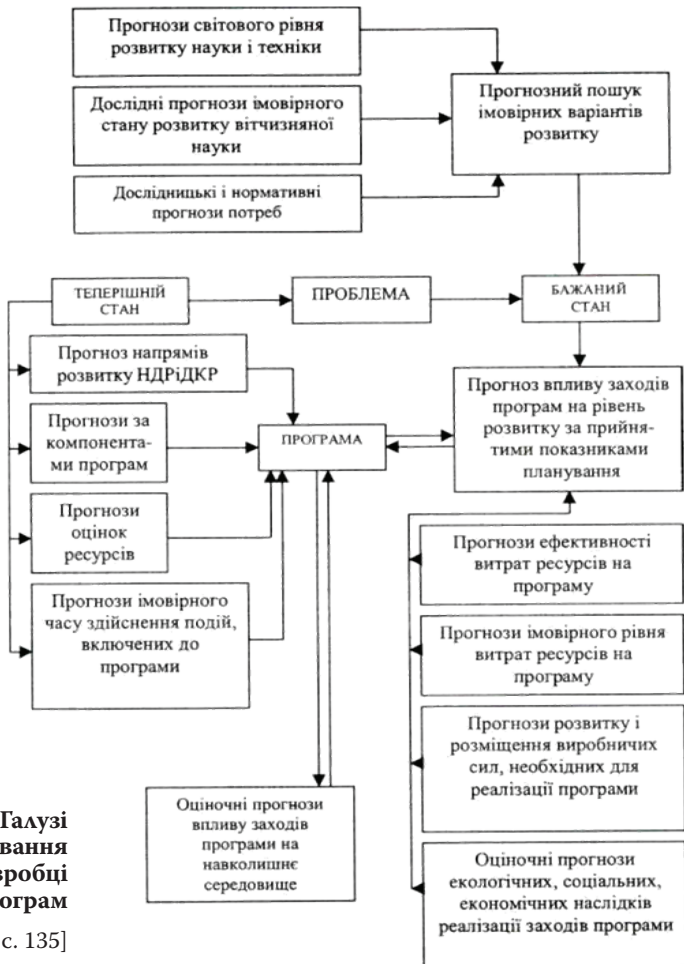 Прогнози світового рівня
розвитку науки і техніки
Дослідні прогнози імовірного
стану розвитку вітчизняної
науки
Дослідницькі і нормативні
прогнози потреб
Прогнозний пошук
імовірних варіантів
розвитку
ТЕПЕРІШНІЙ
СТАН
ПРОБЛЕМА
БАЖАНИЙ
СТАН
Прогноз напрямів
розвитку НДРіДКР
Прогнози за
компонента-
ми програм
Прогнози
оцінок
ресурсів
Прогнози імовірного
часу здійснення подій,
включених до
програми
ПРОГРАМА
Прогноз впливу заходів
програм на рівень
розвитку за прийня-
тими показниками
планування
Прогнози ефективності
витрат ресурсів на
програму
Прогнози імовірного рівня
витрат ресурсів на
програму
Прогнози розвитку і
розміщення виробничих
сил, необхідних для
реалізації програми
Оціночні прогнози
екологічних, соціальних,
економічних наслідків
реалізації заходів програми
Оціночні прогнози
впливу заходів
програми на
навколишнє
середовище
Галузі
вання
зробці
ограм
с. 135]